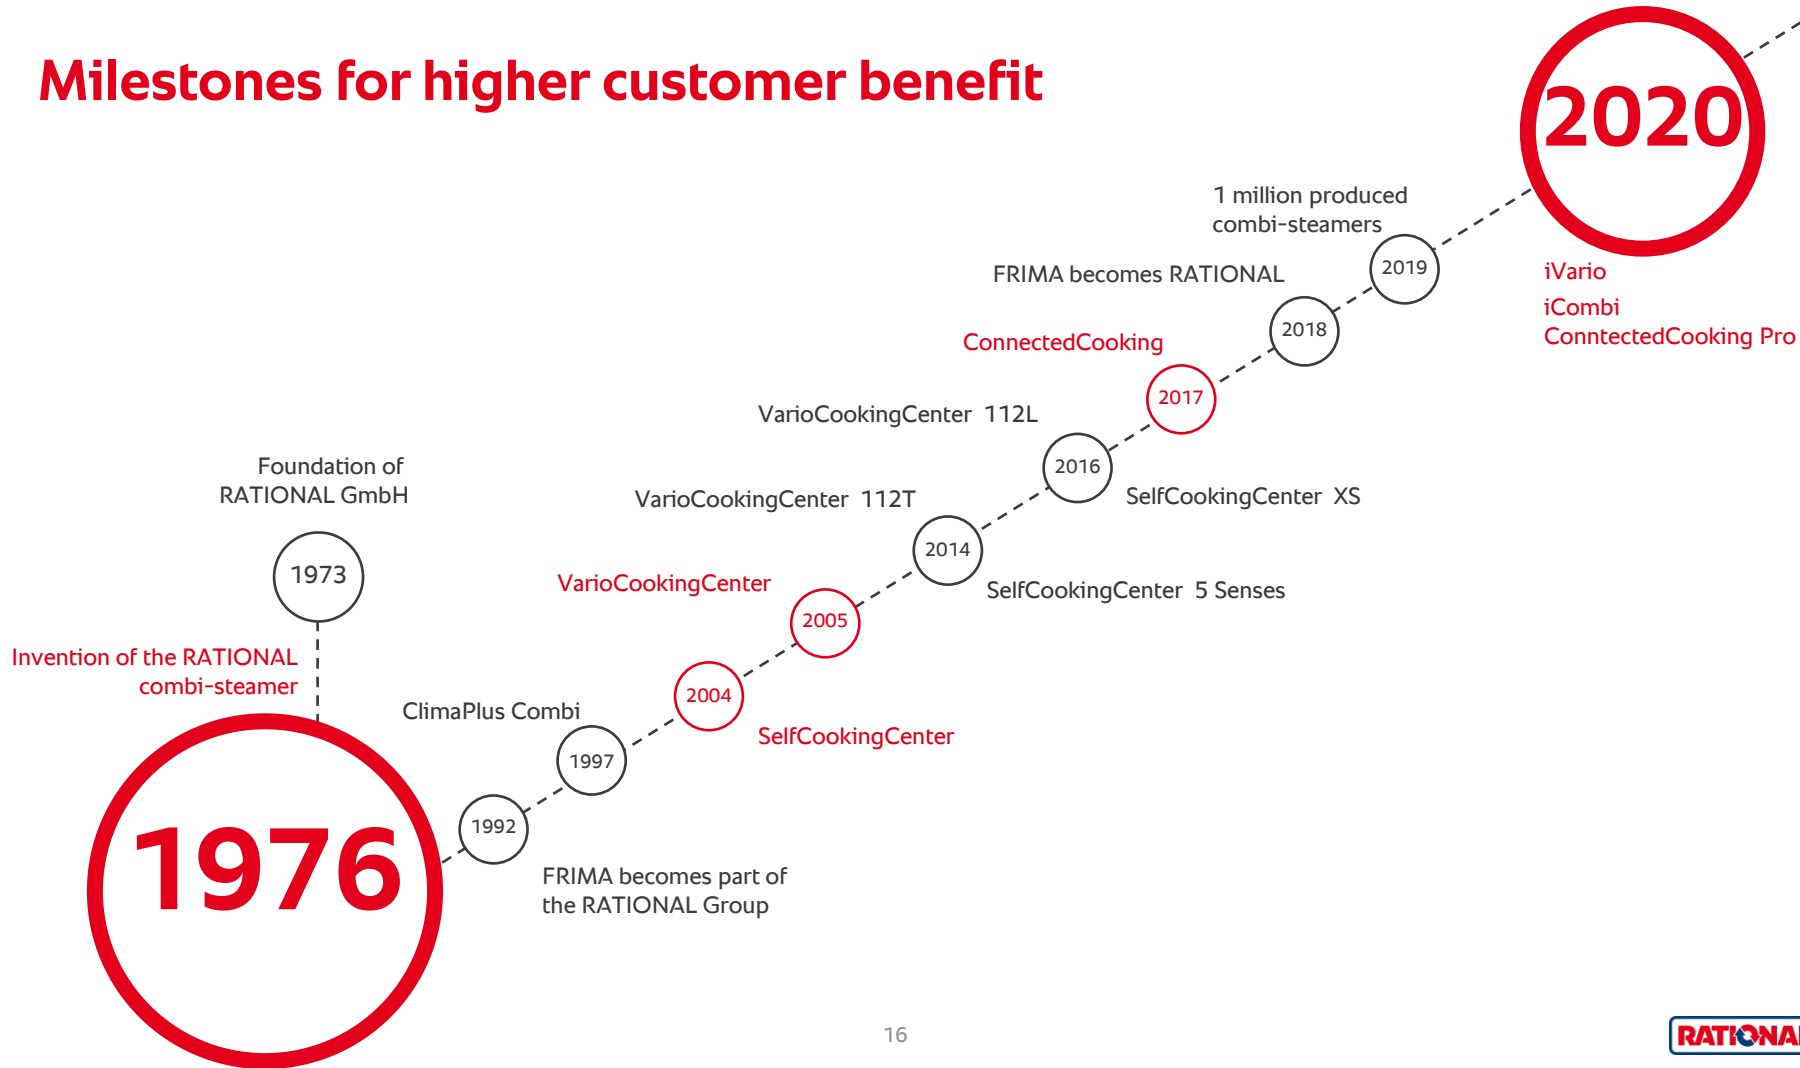 Milestones for higher customer benefit
2020
1 million produced
combi-steamers
2019
iVario
iCombi
ConntectedCooking Pro
FRIMA becomes RATIONAL
2018
ConnectedCooking
2017
VarioCookingCenter 112L
2016
SelfCookingCenter XS
VarioCookingCenter 112T
2014
SelfCookingCenter 5 Senses
Foundation of
RATIONAL GmbH
1973
VarioCookingCenter
2005
Invention of the RATIONAL
combi-steamer
2004
SelfCookingCenter
ClimaPlus Combi
1997
1976
1992
FRIMA becomes part of
the RATIONAL Group
16
RATIONAL